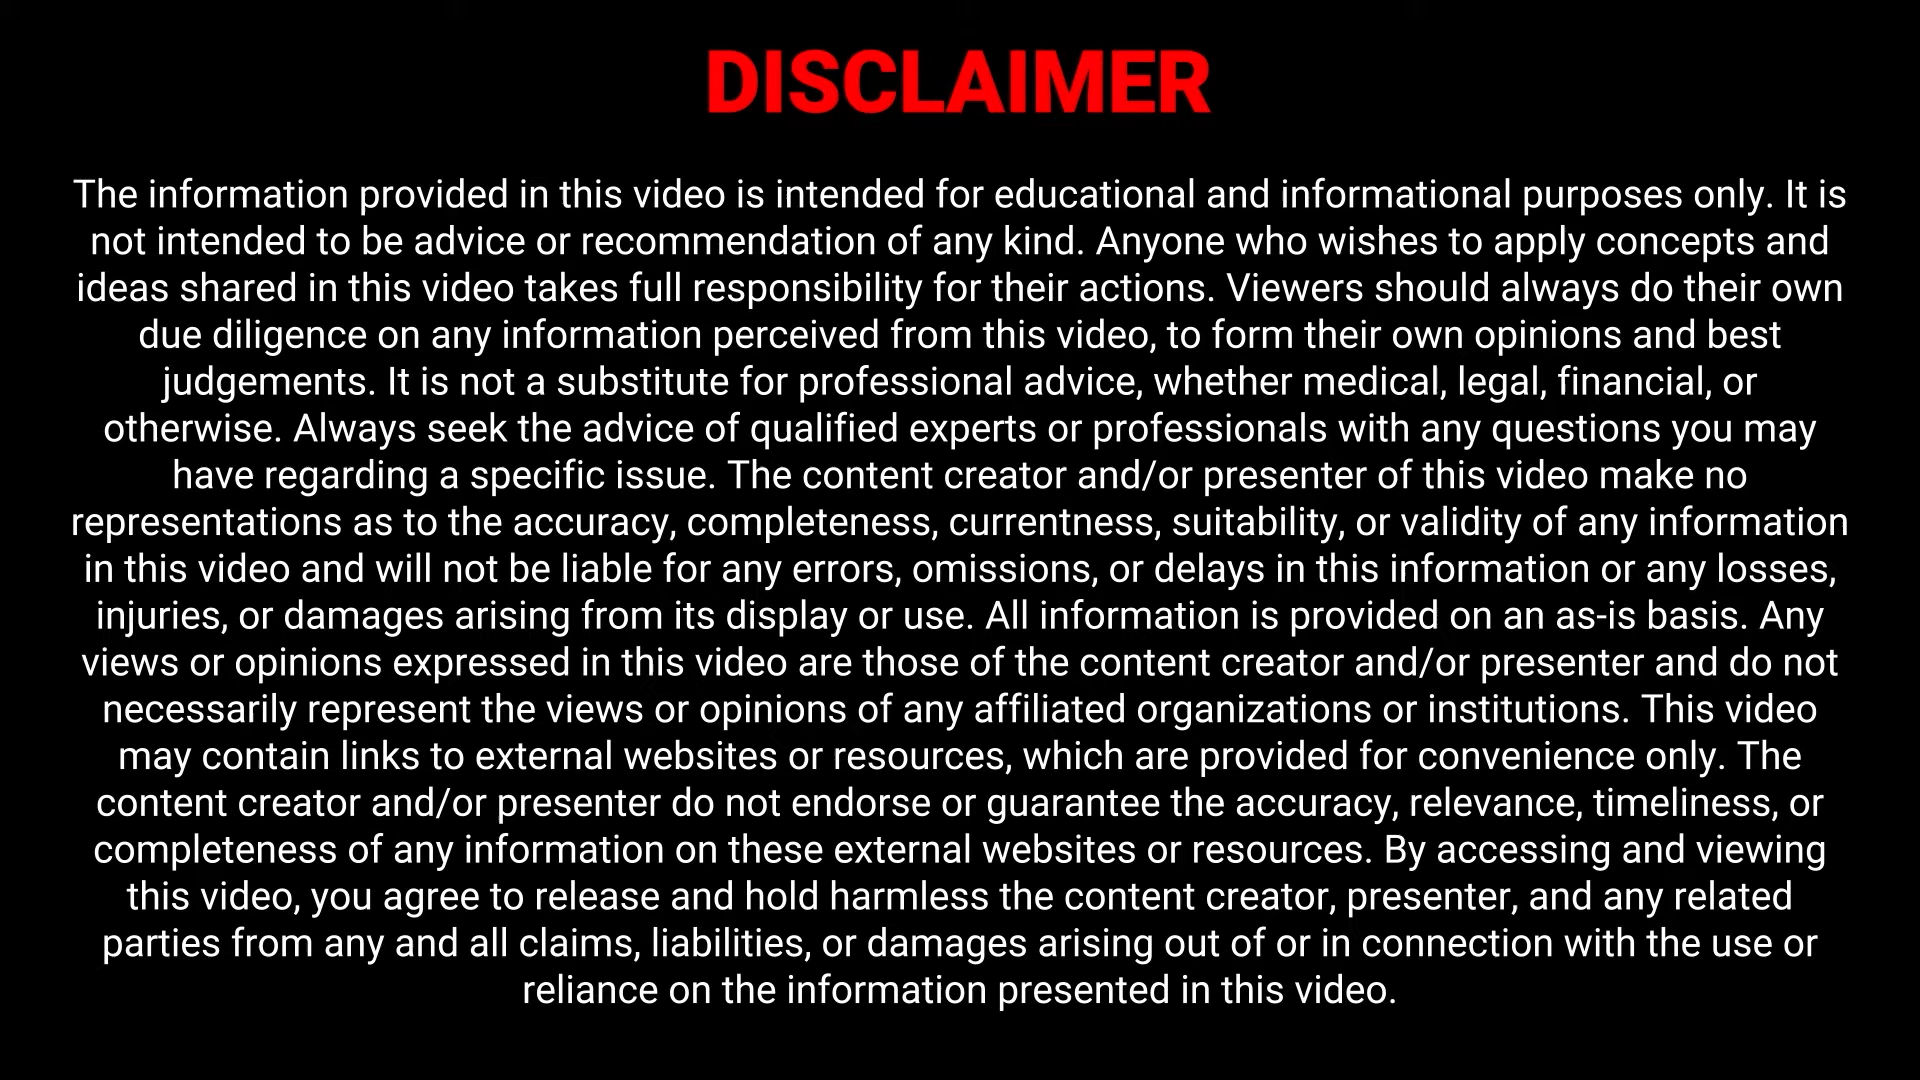 DISCLAIMER
The information provided in this video is intended for educational and informational purposes only. It is
not intended to be advice or recommendation of any kind. Anyone who wishes to apply concepts and
ideas shared in this video takes full responsibility for their actions. Viewers should always do their own
due diligence on any information perceived from this video, to form their own opinions and best
judgements. It is not a substitute for professional advice, whether medical, legal, financial, or
otherwise. Always seek the advice of qualified experts or professionals with any questions you may
have regarding a specific issue. The content creator and/or presenter of this video make no
representations as to the accuracy, completeness, currentness, suitability, or validity of any information
in this video and will not be liable for any errors, omissions, or delays in this information or any losses,
injuries, or damages arising from its display or use. All information is provided on an as-is basis. Any
views or opinions expressed in this video are those of the content creator and/or presenter and do not
necessarily represent the views or opinions of any affiliated organizations or institutions. This video
may contain links to external websites or resources, which are provided for convenience only. The
content creator and/or presenter do not endorse or guarantee the accuracy, relevance, timeliness, or
completeness of any information on these external websites or resources. By accessing and viewing
this video, you agree to release and hold harmless the content creator, presenter, and any related
parties from any and all claims, liabilities, or damages arising out of or in connection with the use or
reliance on the information presented in this video.